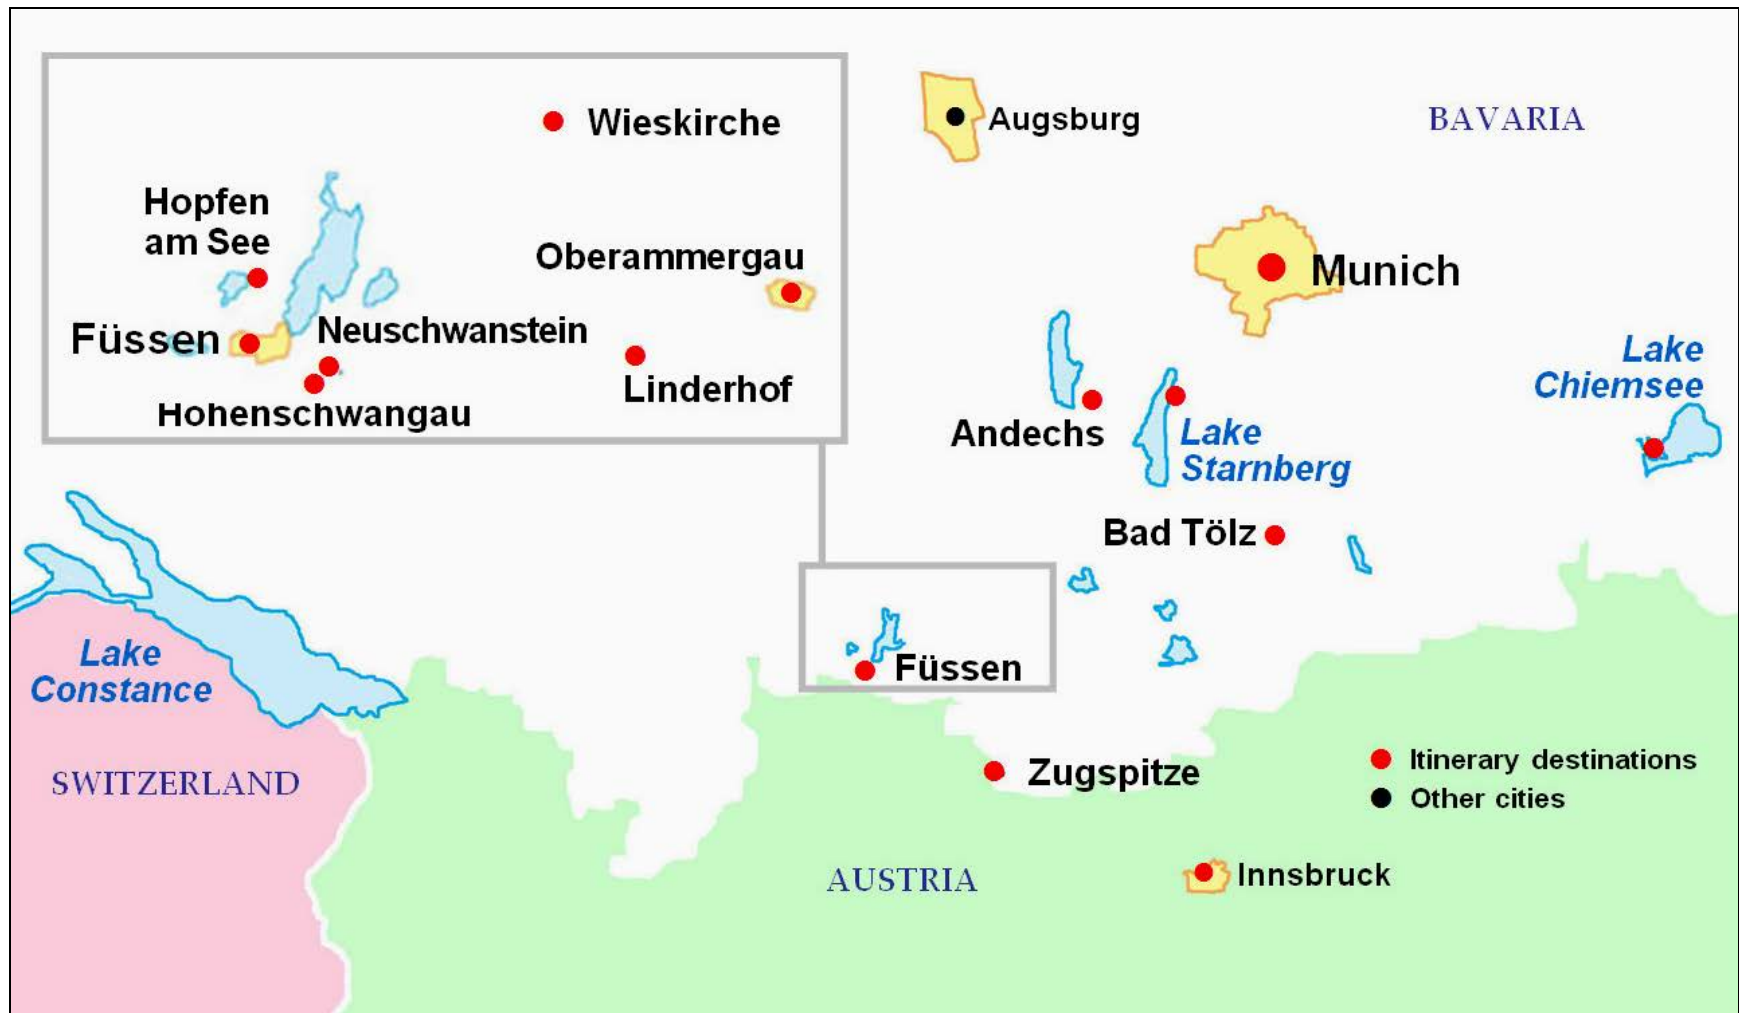 Wieskirche
Hopfen
am See
Oberammergau
Füssen
Neuschwanstein
Linderhof
Hohenschwangau
Augsburg
BAVARIA
Munich
Lake
Chiemsee
Andechs
Lake
Starnberg
Bad Tölz
Lake
Constance
Füssen
SWITZERLAND
Zugspitze
Itinerary destinations
Other cities
AUSTRIA
Innsbruck